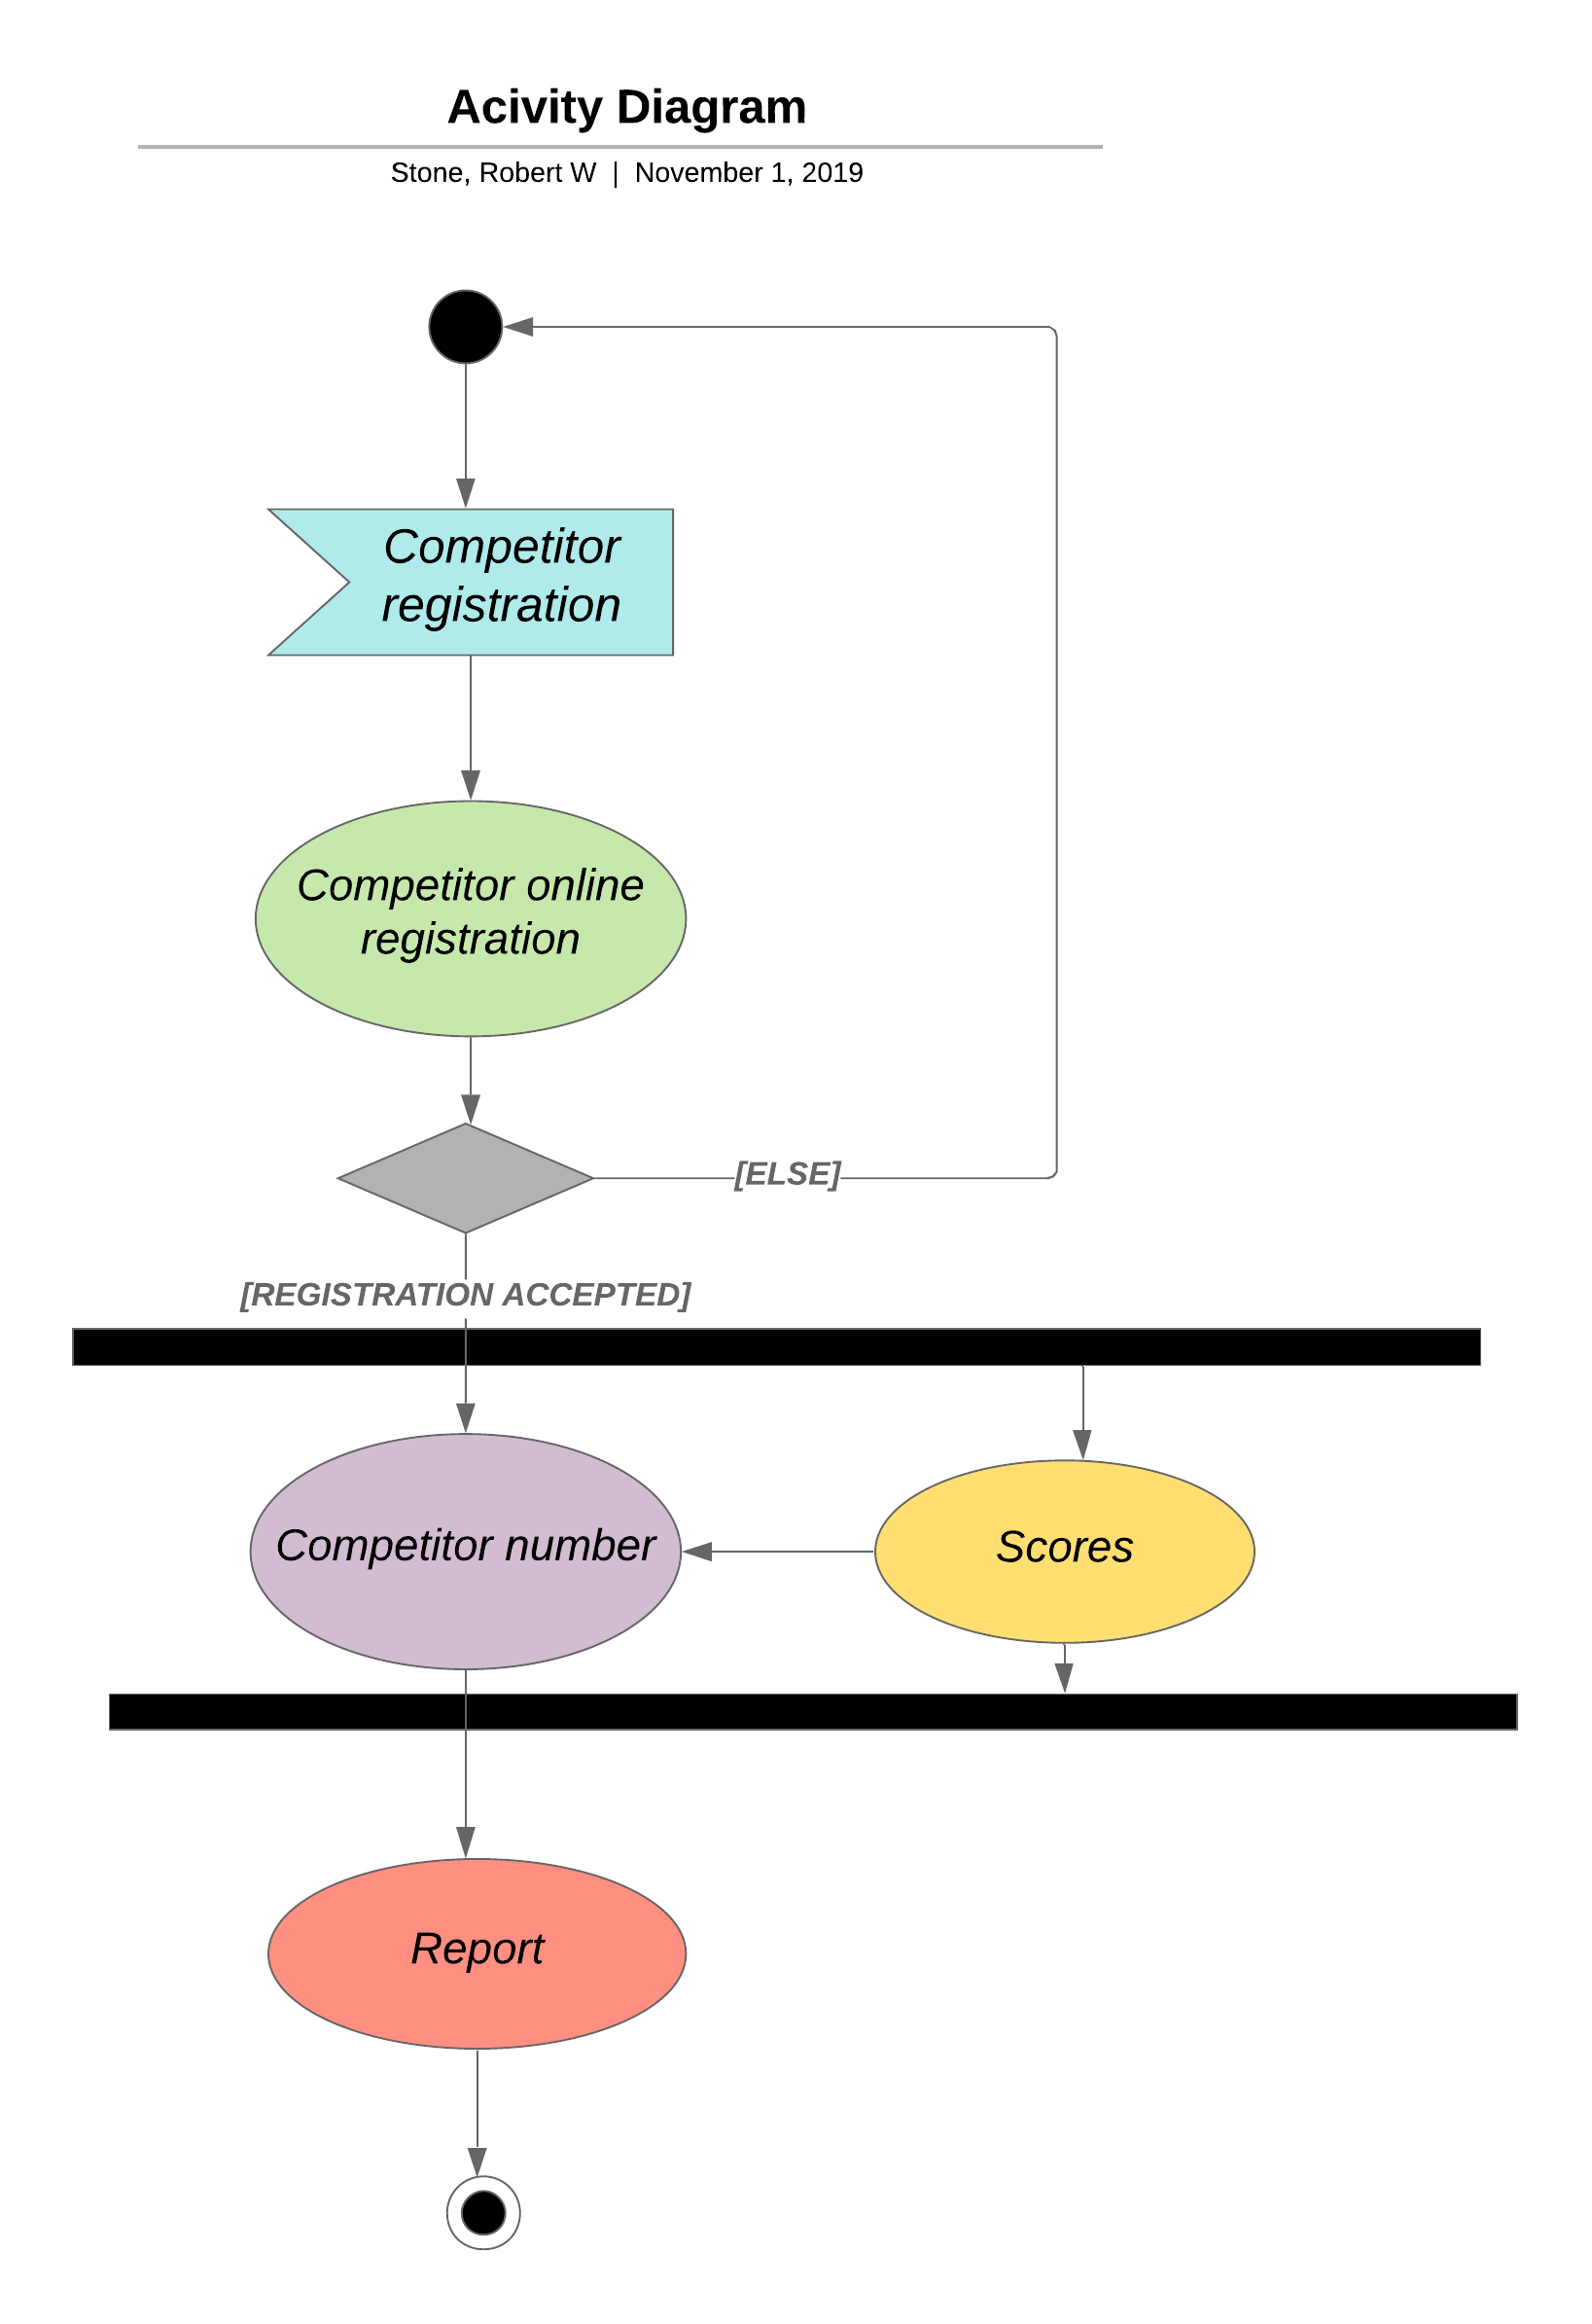 Acivity Diagram
Stone, Robert W | November 1, 2019
Competitor
registration
Competitor online
registration
[ELSE]
[REGISTRATION ACCEPTED]
Competitor number
Scores
Report